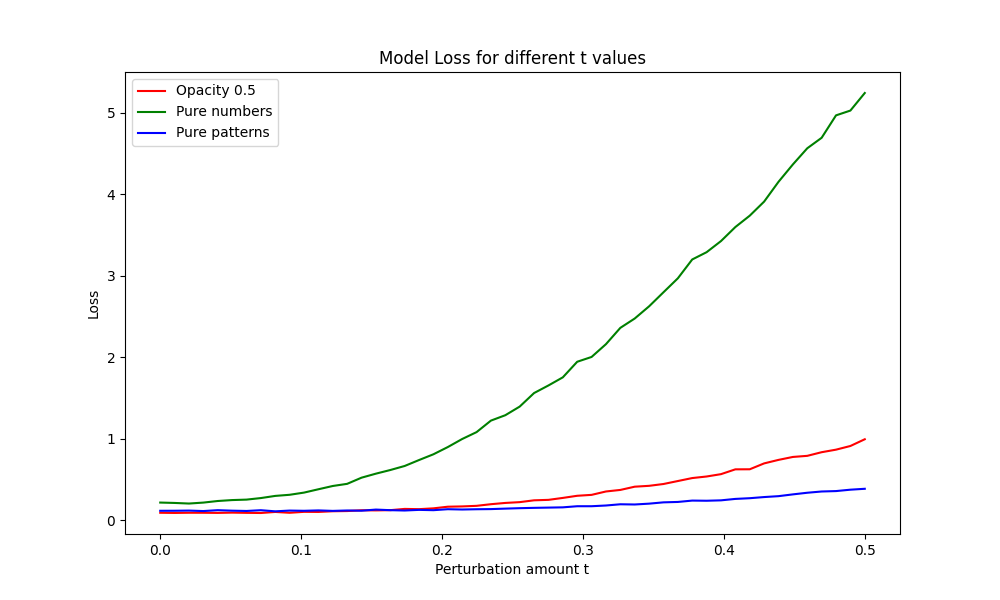 Model Loss for different t values
Opacity 0.5
Pure numbers
Pure patterns
Loss
5
4
3
2
1
0
0.0 0.1 0.2 0.3 0.4 0.5
Perturbation amount t